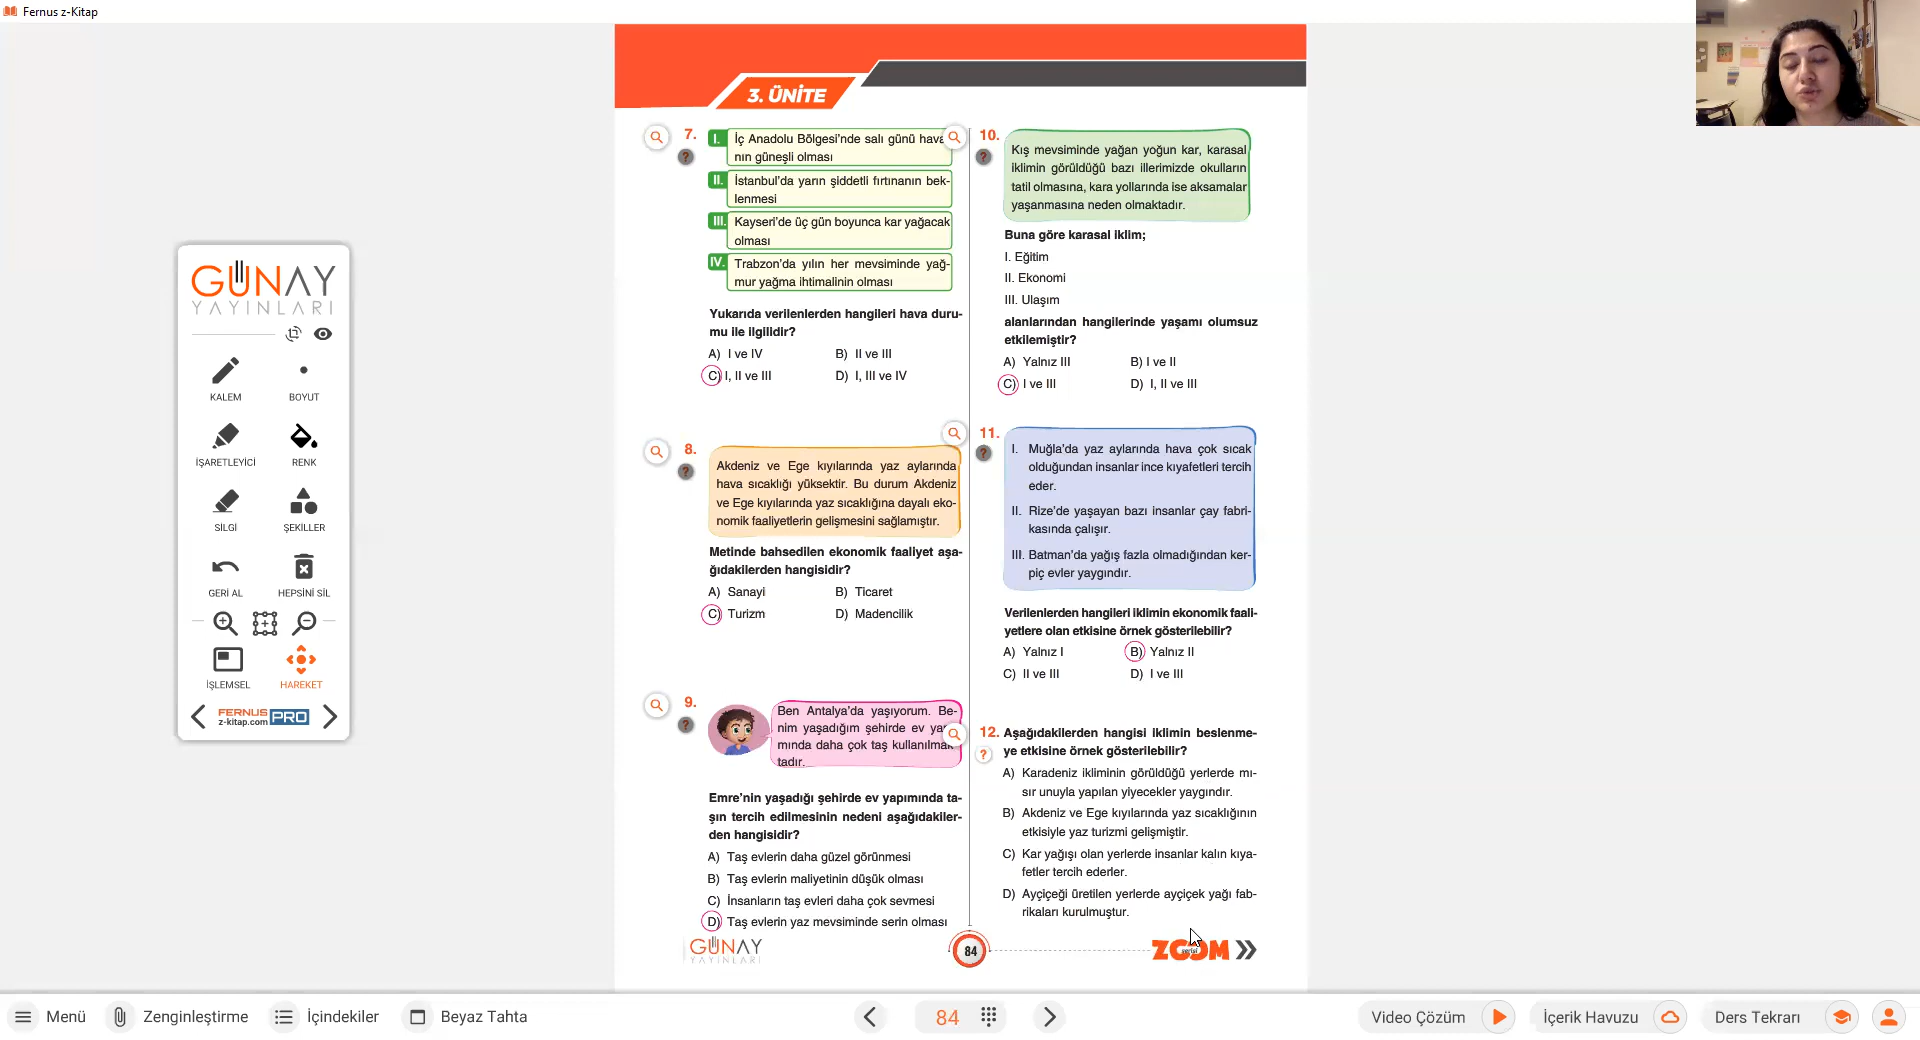 Fernus z-Kitap
3. ÜNİTE
7.
I. İç Anadolu Bölgesi'nde salı günü hava-
nın güneşli olması
II. İstanbul'da yarın şiddetli fırtınanın bek-
lenmesi
III. Kayseri'de üç gün boyunca kar yağacak
olması
IV. Trabzon'da yılın her mevsiminde yağ-
mur yağma ihtimalinin olması
Yukarıda verilenlerden hangileri hava duru-
mu ile ilgilidir?
A) I ve IV B) II ve III
C) I, II ve III D) I, III ve IV
8.
Akdeniz ve Ege kıyılarında yaz aylarında
hava sıcaklığı yüksektir. Bu durum Akdeniz
ve Ege kıyılarında yaz sıcaklığına dayalı eko-
nomik faaliyetlerin gelişmesini sağlamıştır.
Metinde bahsedilen ekonomik faaliyet aşa-
ğıdakilerden hangisidir?
A) Sanayi B) Ticaret
C) Turizm D) Madencilik
9.
Ben Antalya'da yaşıyorum. Be-
nim yaşadığım şehirde ev
mında daha çok taş kullanılmak
tadır.
Emre'nin yaşadığı şehirde ev yapımında ta-
şın tercih edilmesinin nedeni aşağıdakiler-
den hangisidir?
A) Taş evlerin daha güzel görünmesi
B) Taş evlerin maliyetinin düşük olması
C) İnsanların taş evleri daha çok sevmesi
D) Taş evlerin yaz mevsiminde serin olması
10.
Kış mevsiminde yağan yoğun kar, karasal
iklimin görüldüğü bazı illerimizde okulların
tatil olmasına, kara yollarında ise aksamalar
yaşanmasına neden olmaktadır.
Buna göre karasal iklim;
I. Eğitim
II. Ekonomi
III. Ulaşım
alanlarından hangilerinde yaşamı olumsuz
etkilemiştir?
A) Yalnız III B) I ve II
C) I ve III D) I, II ve III
11.
I. Muğla'da yaz aylarında hava çok sıcak
olduğundan insanlar ince kıyafetleri tercih
eder.
II. Rize'de yaşayan bazı insanlar çay fabri-
kasında çalışır.
III. Batman'da yağış fazla olmadığından ker-
piç evler yaygındır.
Verilenlerden hangileri iklimin ekonomik faali-
yetlere olan etkisine örnek gösterilebilir?
A) Yalnız I B) Yalnız II
C) II ve III D) I ve III
12. Aşağıdakilerden hangisi iklimin beslenme-
ye etkisine örnek gösterilebilir?
A) Karadeniz ikliminin görüldüğü yerlerde mı-
sır unuyla yapılan yiyecekler yaygındır.
B) Akdeniz ve Ege kıyılarında yaz sıcaklığının
etkisiyle yaz turizmi gelişmiştir.
C) Kar yağışı olan yerlerde insanlar kalın kıya-
fetler tercih ederler.
D) Ayçiçeği üretilen yerlerde ayçiçek yağı fab-
rikaları kurulmuştur.
GÜNAY
YAYINLARI
84
ZOOM
serisi
GÜNAY
YAYINLARI
KALEM BOYUT
İŞARETLEYİCİ RENK
SİLGİ ŞEKİLLER
GERİ AL HEPSİNİ SİL
İŞLEMSEL HAREKET
FERNUS
z-kitap.com PRO
Menü Zenginleştirme İçindekiler Beyaz Tahta 84 Video Çözüm İçerik Havuzu Ders Tekrarı